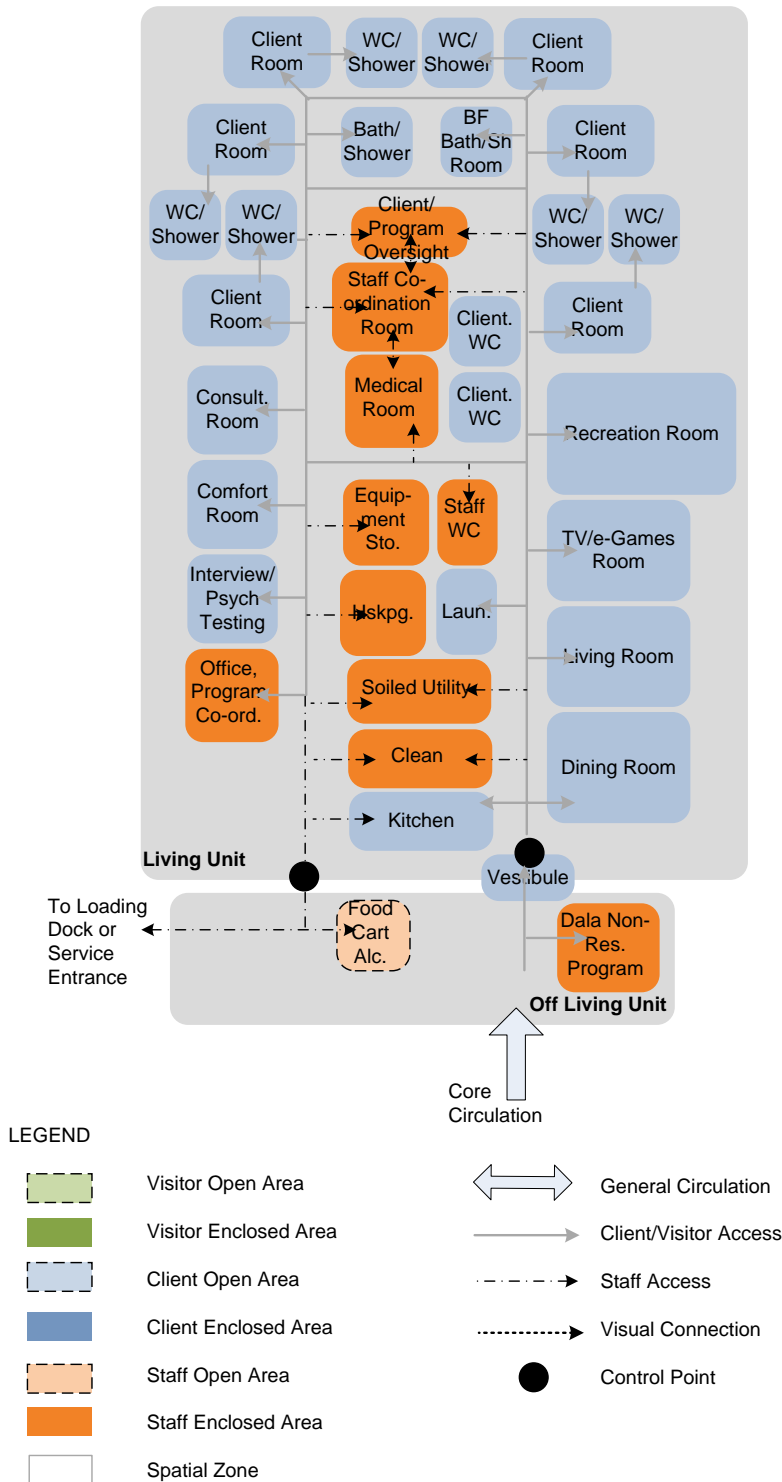 Client
Room
WC/
Shower
WC/
Shower
Client
Room
Client
Room
Bath/
Shower
BF
Bath/Sh
Room
Client
Room
WC/
Shower
WC/
Shower
Client/
Program
Oversight
WC/
Shower
WC/
Shower
Client
Room
Staff Co-
ordination
Room
Client.
WC
Client
Room
Consult.
Room
Medical
Room
Client.
WC
Recreation Room
Comfort
Room
Equip-
ment
Sto.
Staff
WC
TV/e-Games
Room
Interview/
Psych
Testing
Hskpg.
Laun.
Living Room
Office,
Program
Co-ord.
Soiled Utility
Clean
Dining Room
Kitchen
Living Unit
Vestibule
To Loading
Dock or
Service
Entrance
Food
Cart
Alc.
Dala Non-
Res.
Program
Off Living Unit
Core
Circulation
LEGEND
Visitor Open Area
Visitor Enclosed Area
Client Open Area
Client Enclosed Area
Staff Open Area
Staff Enclosed Area
Spatial Zone
General Circulation
Client/Visitor Access
Staff Access
Visual Connection
Control Point